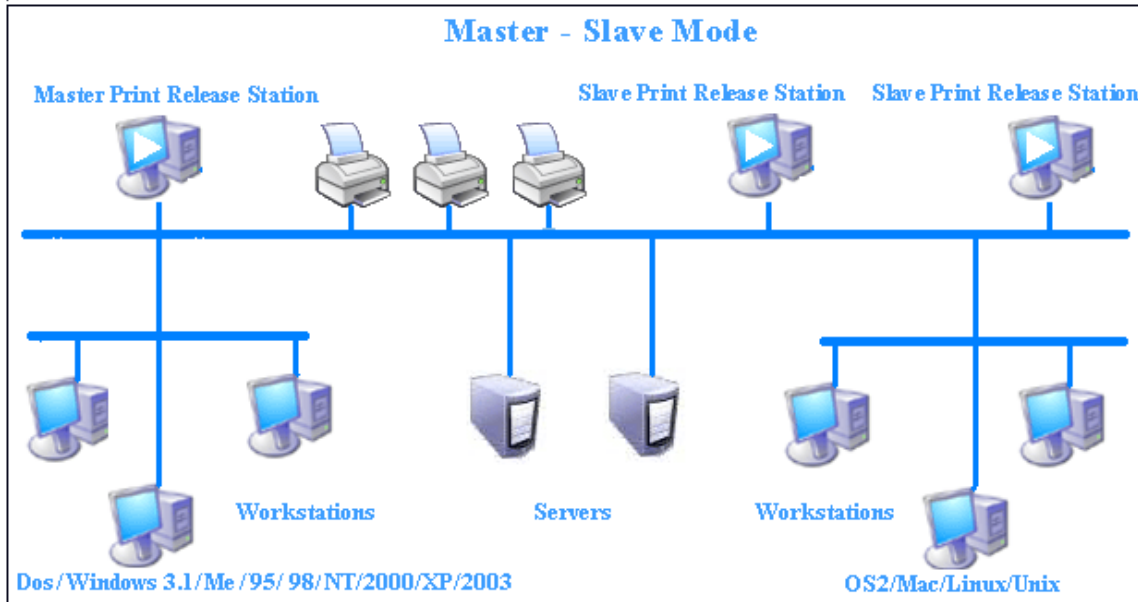 Master - Slave Mode
Master Print Release Station
Slave Print Release Station
Slave Print Release Station
Workstations
Servers
Workstations
Dos/Windows 3.1/Me/95/98/NT/2000/XP/2003
OS2/Mac/Linux/Unix